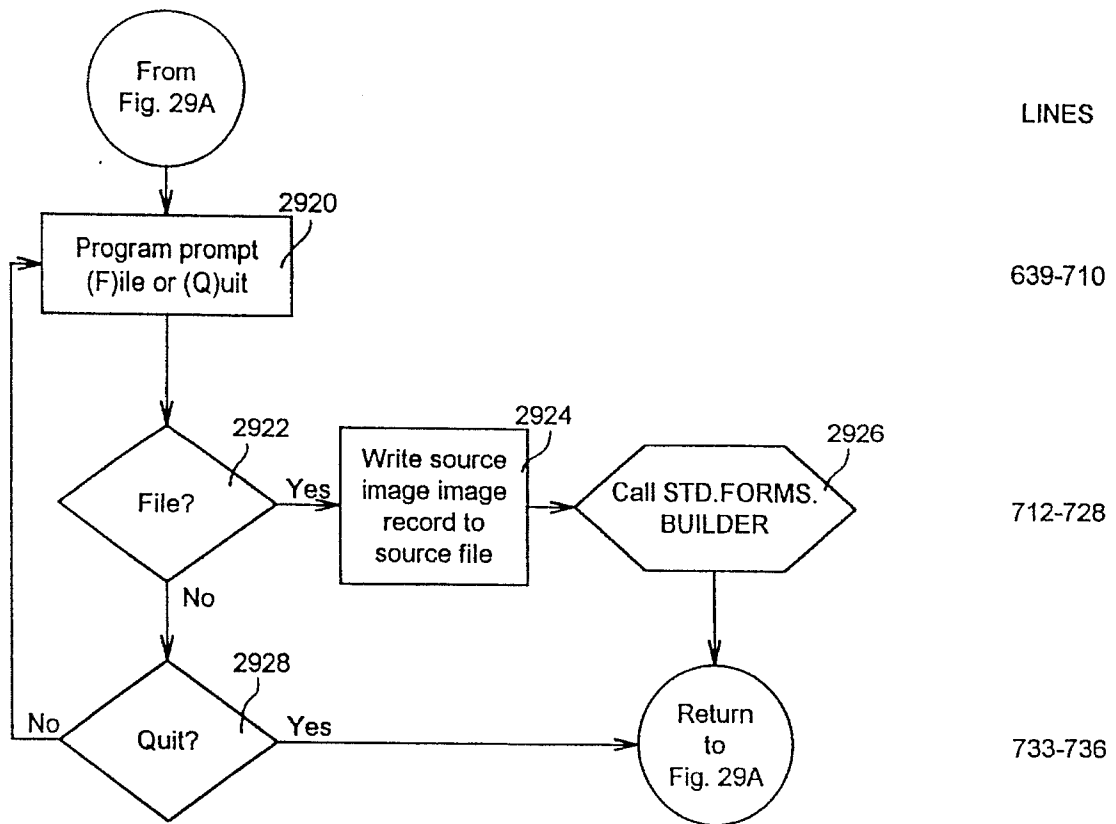 From
Fig. 29A
LINES
2920
Program prompt
(F)ile or (Q)uit
639-710
2922
File?
Yes
No
2924
Write source
image image
record to
source file
2926
Call STD.FORMS.
BUILDER
712-728
2928
Quit?
No
Yes
Return
to
Fig. 29A
733-736